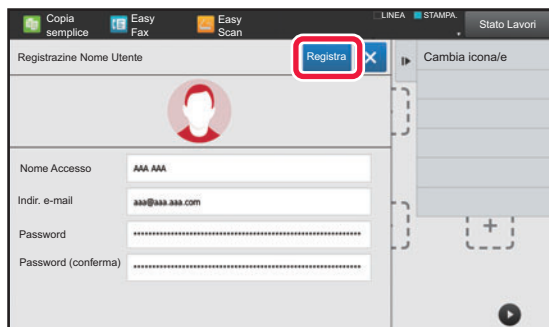 Copia
semplice
Easy
Fax
Easy
Scan
LINEA
STAMPA.
Stato Lavori
Registrazine Nome Utente
Registra
Cambia icona/e
Nome Accesso
AAA AAA
Indir. e-mail
aaa@aaa.aaa.com
Password
Password (conferma)